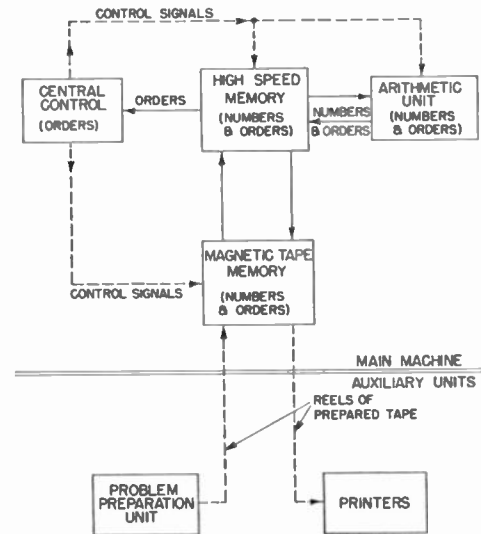 CONTROL SIGNALS
CENTRAL
CONTROL
(ORDERS)
ORDERS
HIGH SPEED
MEMORY
(NUMBERS
& ORDERS)
NUMBERS
& ORDERS
ARITHMETIC
UNIT
(NUMBERS
& ORDERS)
MAGNETIC TAPE
MEMORY
(NUMBERS
& ORDERS)
CONTROL SIGNALS
MAIN MACHINE
AUXILIARY UNITS
REELS OF
PREPARED TAPE
PROBLEM
PREPARATION
UNIT
PRINTERS